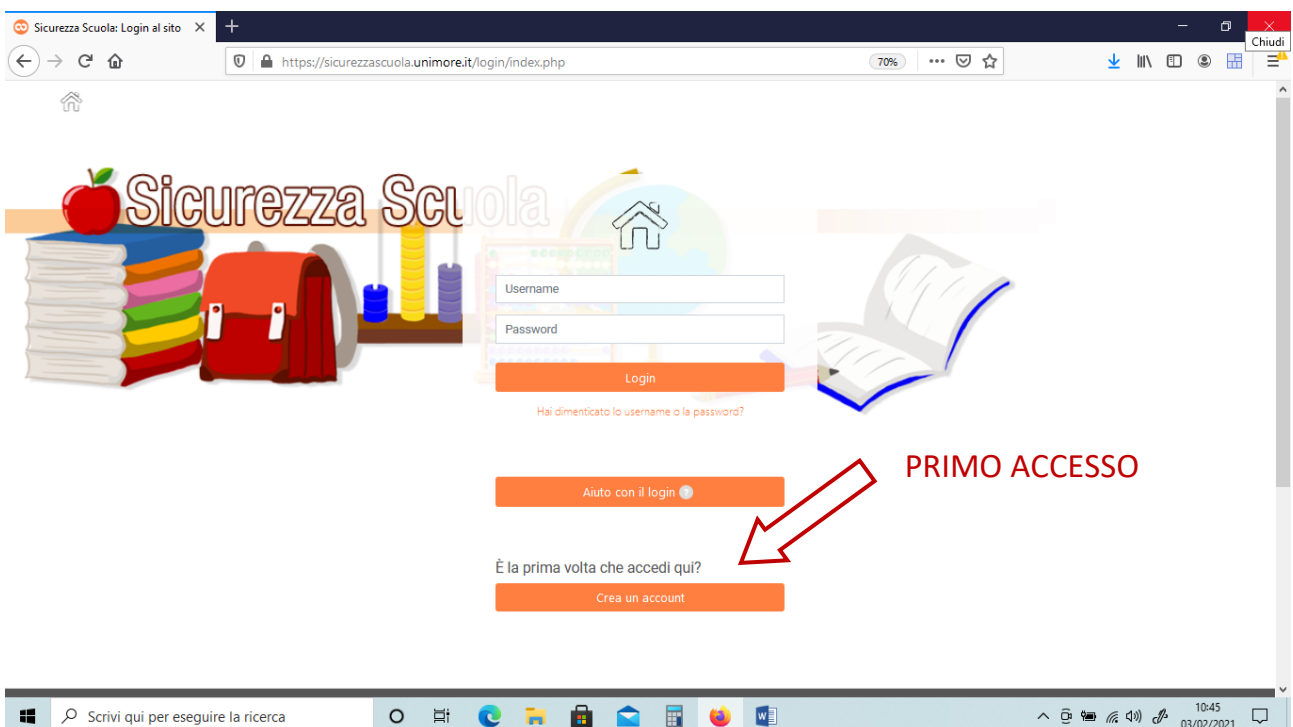 Sicurezza Scuola: Login al sito
Chiudi
https://sicurezzascuola.unimore.it/login/index.php
70%
Sicurezza Scuola
Username
Password
Login
Hai dimenticato lo username o la password?
PRIMO ACCESSO
Aiuto con il login ?
È la prima volta che accedi qui?
Crea un account
Scrivi qui per eseguire la ricerca
10:45
03/02/2021